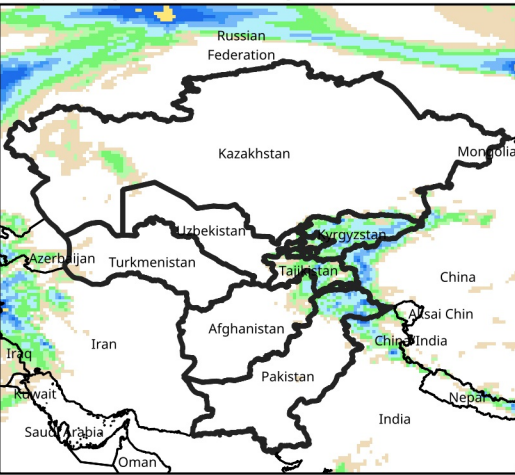 Russian
Federation
Kazakhstan
Mongolia
Uzbekistan
Kyrgyzstan
Azerbaijan
Turkmenistan
Tajikistan
China
Aksai Chin
Afghanistan
Iran
China/India
Iraq
Pakistan
Kuwait
Nepal
India
Saudi Arabia
Oman